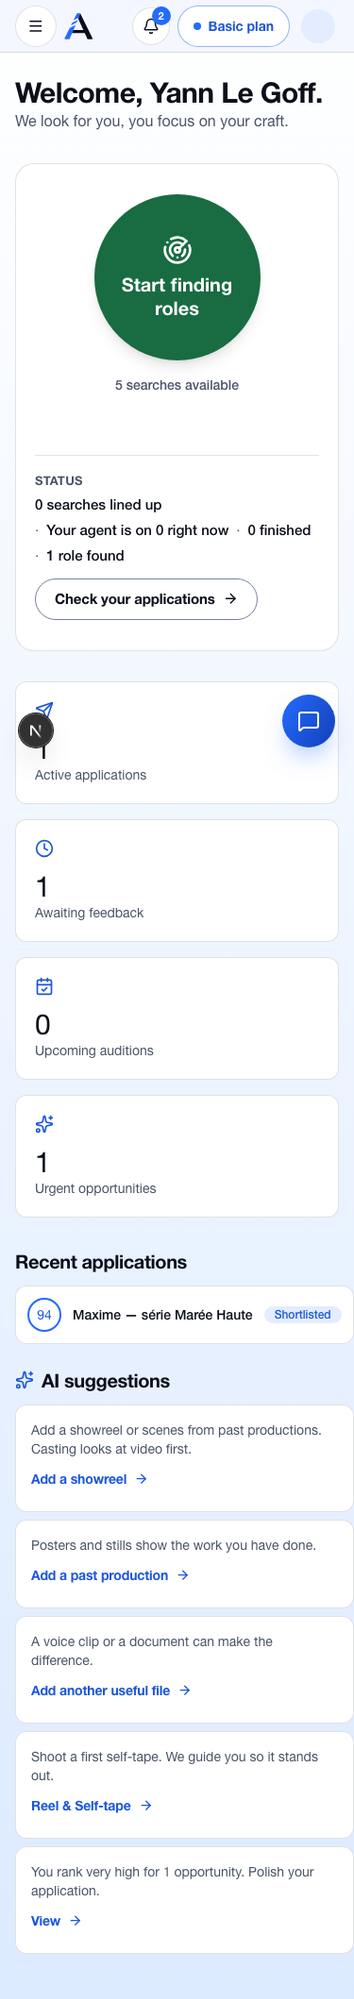 2
Basic plan
Welcome, Yann Le Goff.
We look for you, you focus on your craft.
Start finding
roles
5 searches available
STATUS
0 searches lined up
· Your agent is on 0 right now · 0 finished
· 1 role found
Check your applications
N
Active applications
1
Awaiting feedback
0
Upcoming auditions
1
Urgent opportunities
Recent applications
94 Maxime — série Marée Haute Shortlisted
AI suggestions
Add a showreel or scenes from past productions.
Casting looks at video first.
Add a showreel
Posters and stills show the work you have done.
Add a past production
A voice clip or a document can make the
difference.
Add another useful file
Shoot a first self-tape. We guide you so it stands
out.
Reel & Self-tape
You rank very high for 1 opportunity. Polish your
application.
View